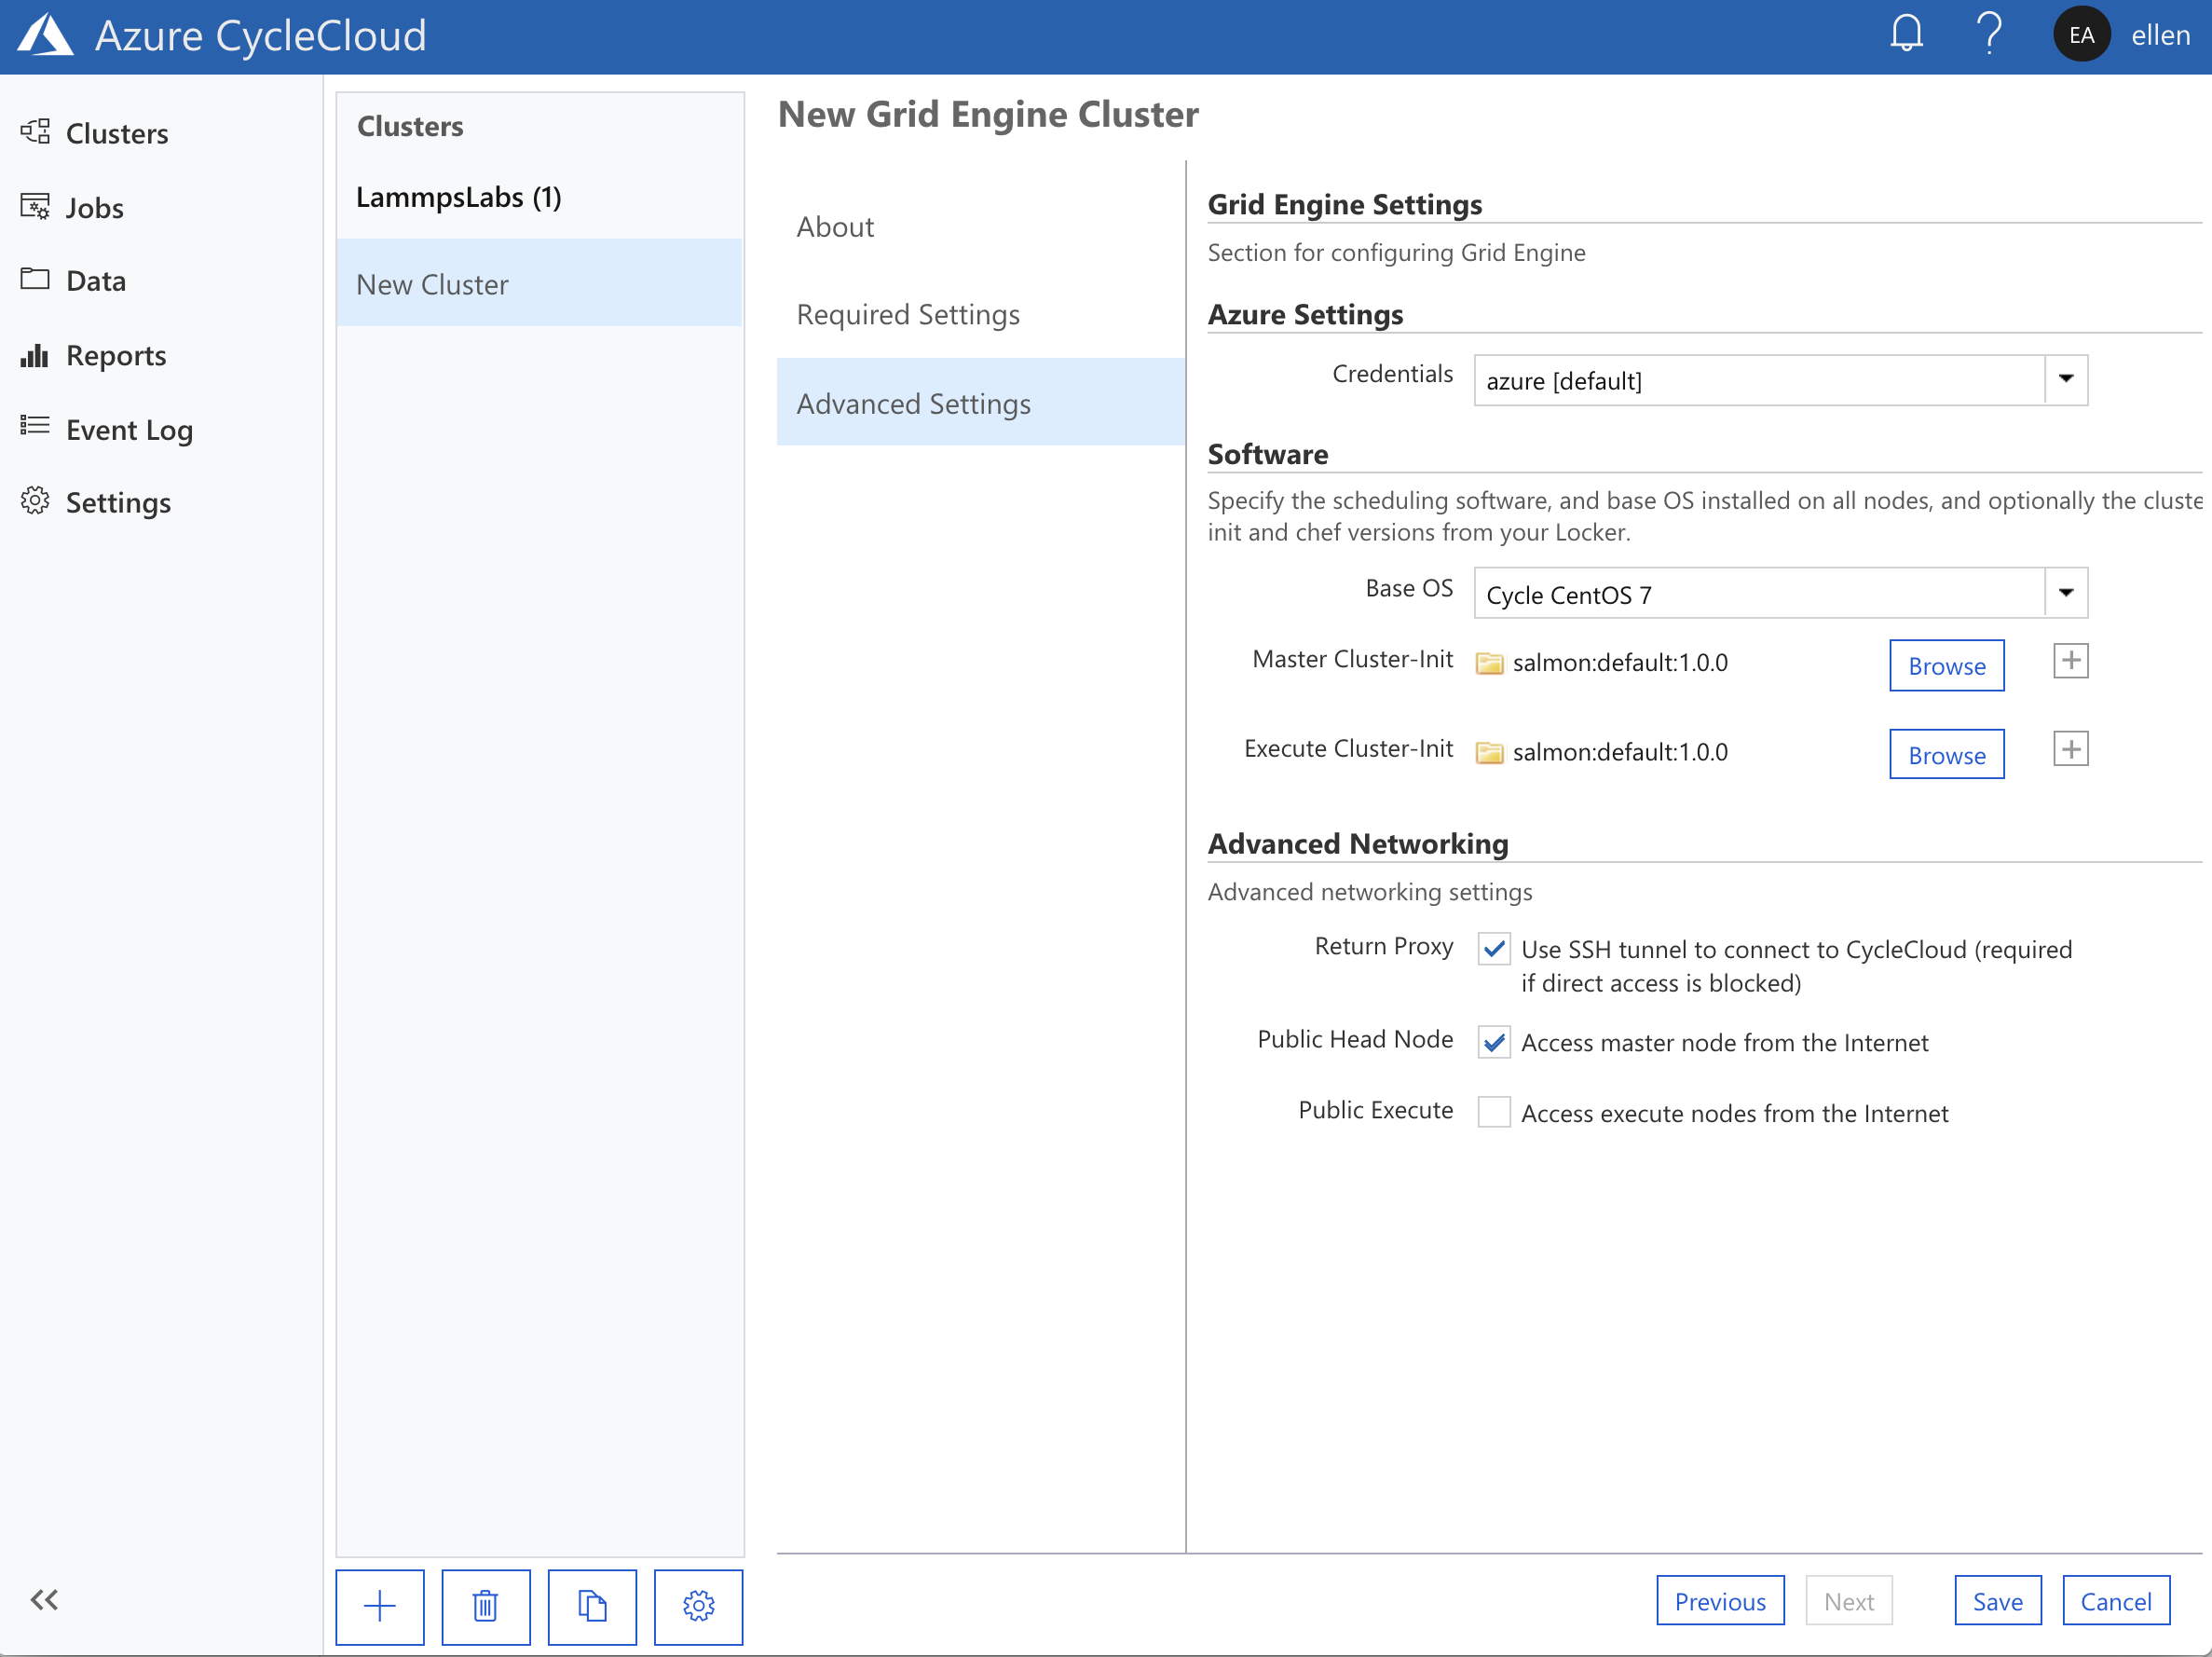 Azure CycleCloud
EA
ellen
Clusters
Jobs
Data
Reports
Event Log
Settings
Clusters
LammpsLabs (1)
New Cluster
New Grid Engine Cluster
About
Required Settings
Advanced Settings
Grid Engine Settings
Section for configuring Grid Engine
Azure Settings
Credentials
azure [default]
Software
Specify the scheduling software, and base OS installed on all nodes, and optionally the cluste
init and chef versions from your Locker.
Base OS
Cycle CentOS 7
Master Cluster-Init
salmon:default:1.0.0
Browse
Execute Cluster-Init
salmon:default:1.0.0
Browse
Advanced Networking
Advanced networking settings
Return Proxy
Use SSH tunnel to connect to CycleCloud (required
if direct access is blocked)
Public Head Node
Access master node from the Internet
Public Execute
Access execute nodes from the Internet
Previous
Next
Save
Cancel